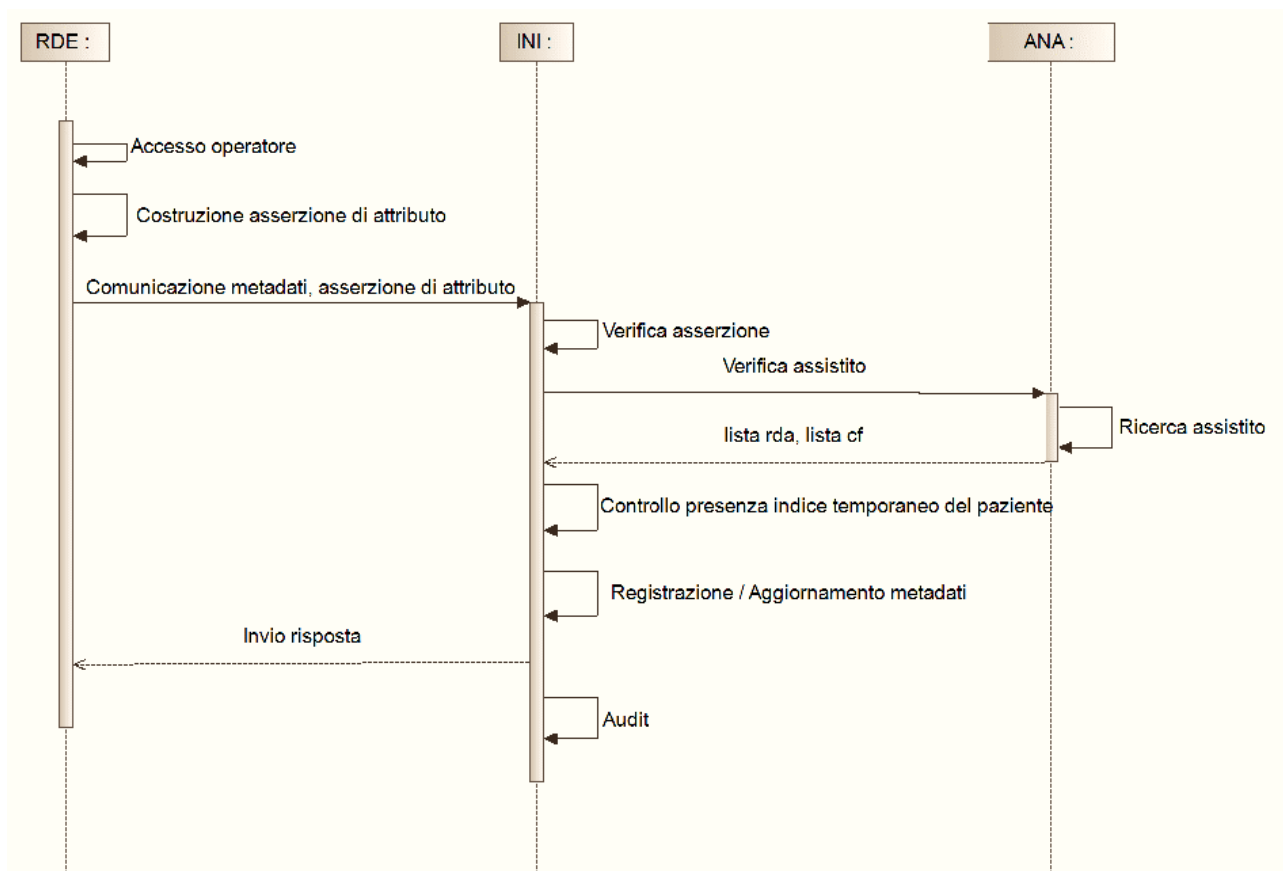 RDE :
INI :
ANA :
Accesso operatore
Costruzione asserzione di attributo
Comunicazione metadati, asserzione di attributo
Verifica asserzione
Verifica assistito
Ricerca assistito
lista rda, lista cf
Controllo presenza indice temporaneo del paziente
Registrazione / Aggiornamento metadati
Invio risposta
Audit